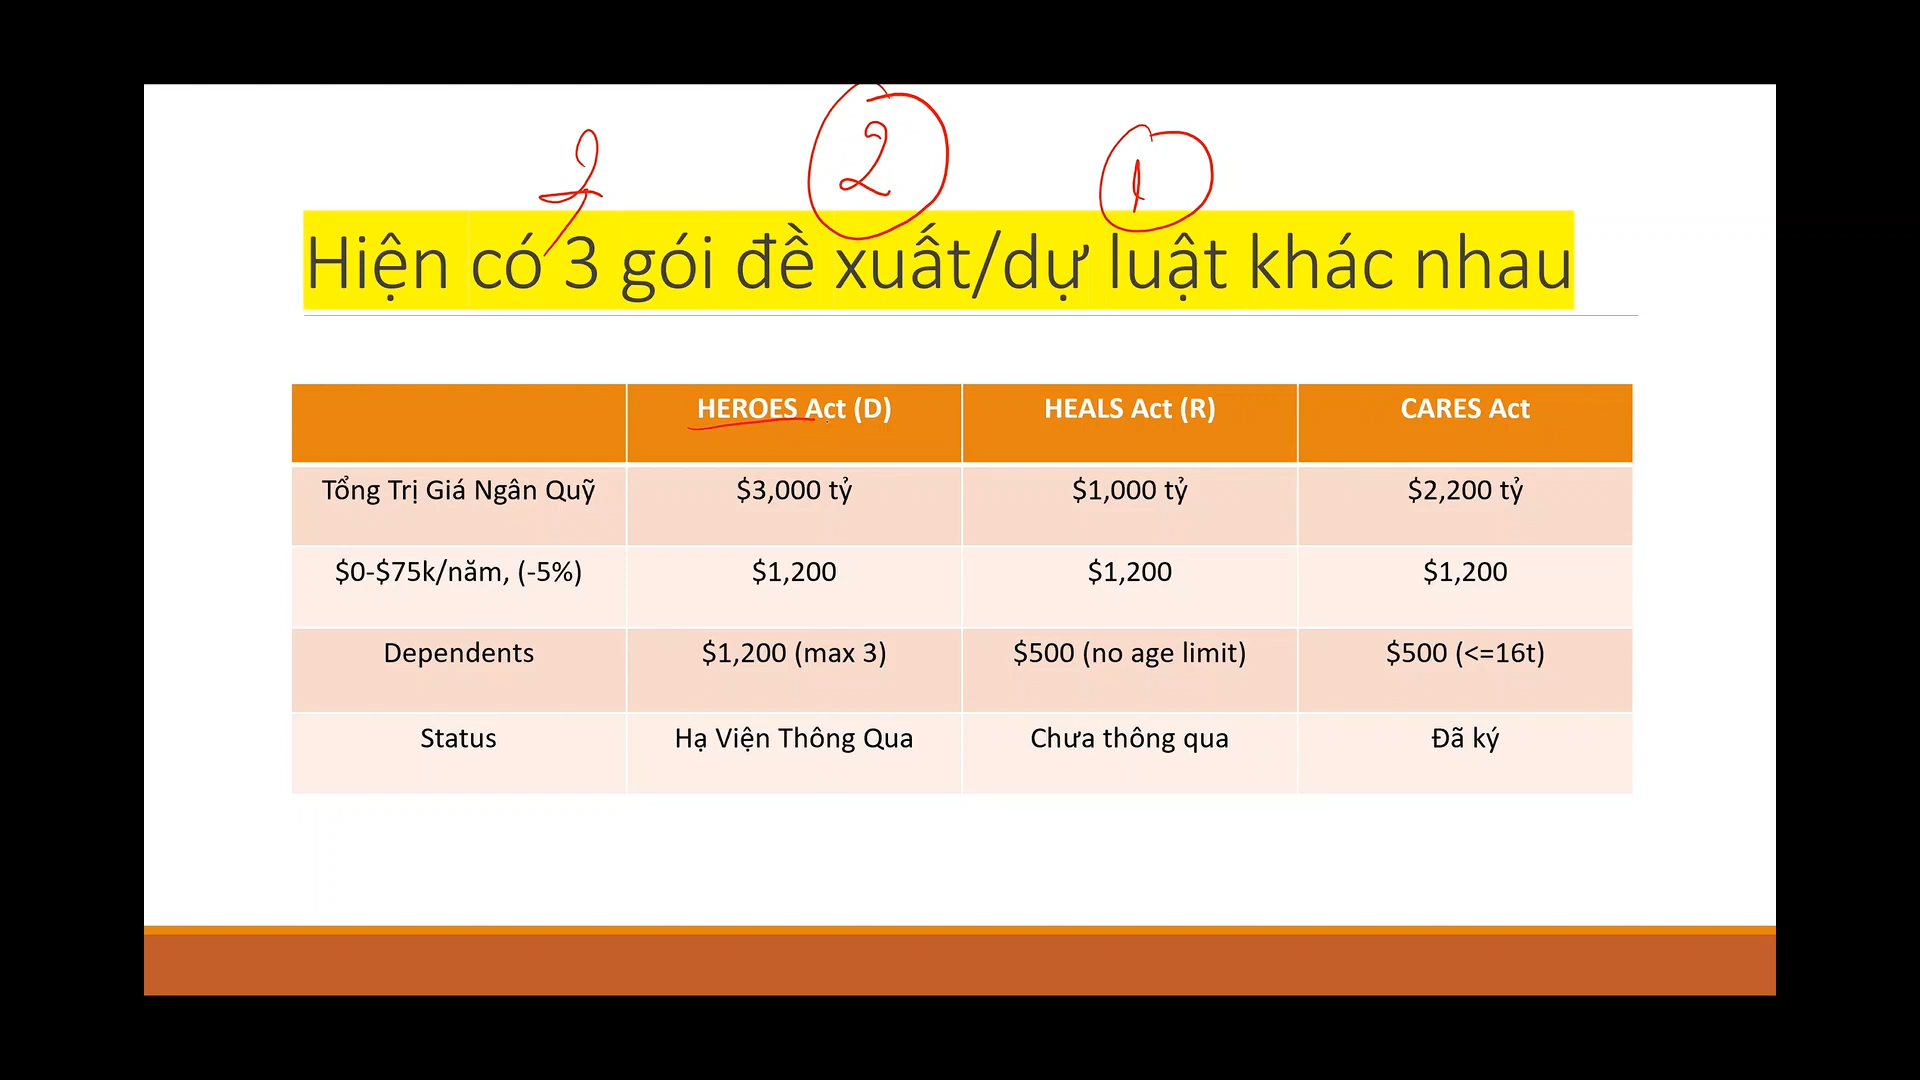 2 2 1
Hiện có 3 gói đề xuất/dự luật khác nhau
HEROES Act (D) HEALS Act (R) CARES Act
Tổng Trị Giá Ngân Quỹ $3,000 tỷ $1,000 tỷ $2,200 tỷ
$0-$75k/năm, (-5%) $1,200 $1,200 $1,200
Dependents $1,200 (max 3) $500 (no age limit) $500 (<=16t)
Status Hạ Viện Thông Qua Chưa thông qua Đã ký